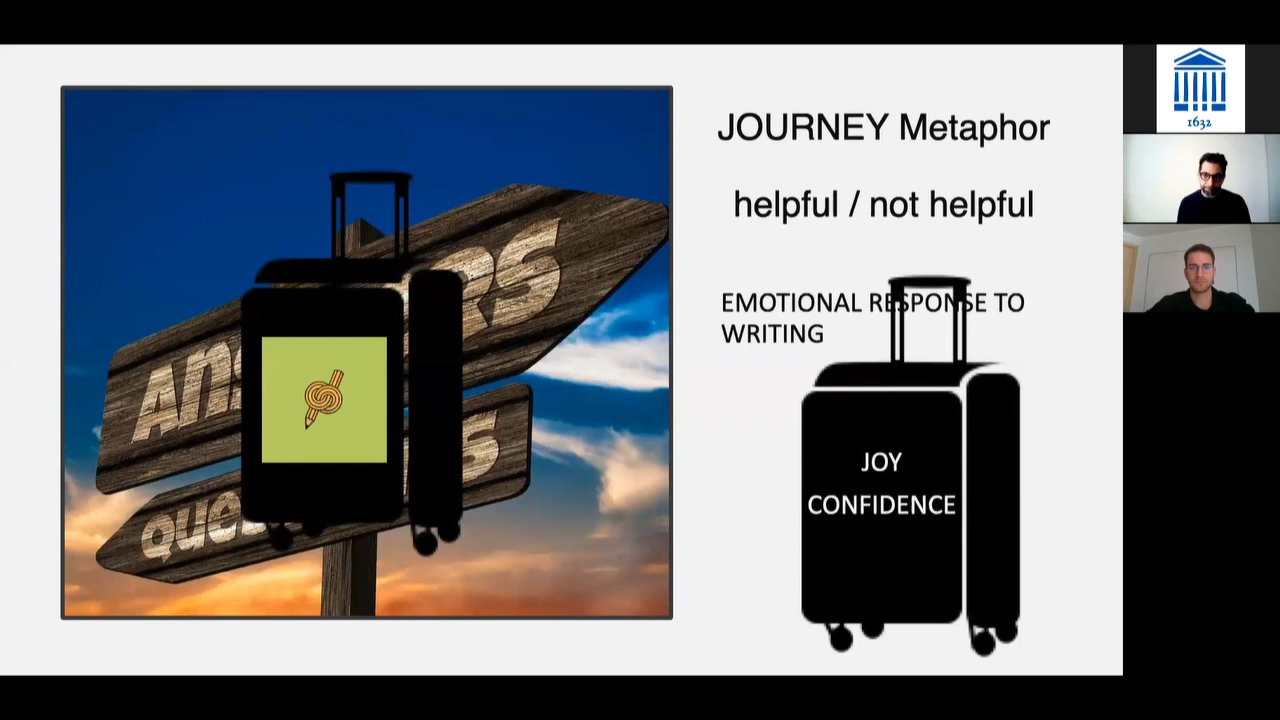 JOURNEY Metaphor
helpful / not helpful
EMOTIONAL RESPONSE TO
WRITING
JOY
CONFIDENCE
1632